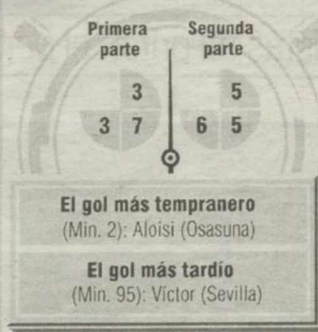 Primera Segunda
parte parte
3 5
3 7 6 5
El gol más tempranero
(Min. 2): Aloisi (Osasuna)
El gol más tardío
(Min. 95): Víctor (Sevilla)